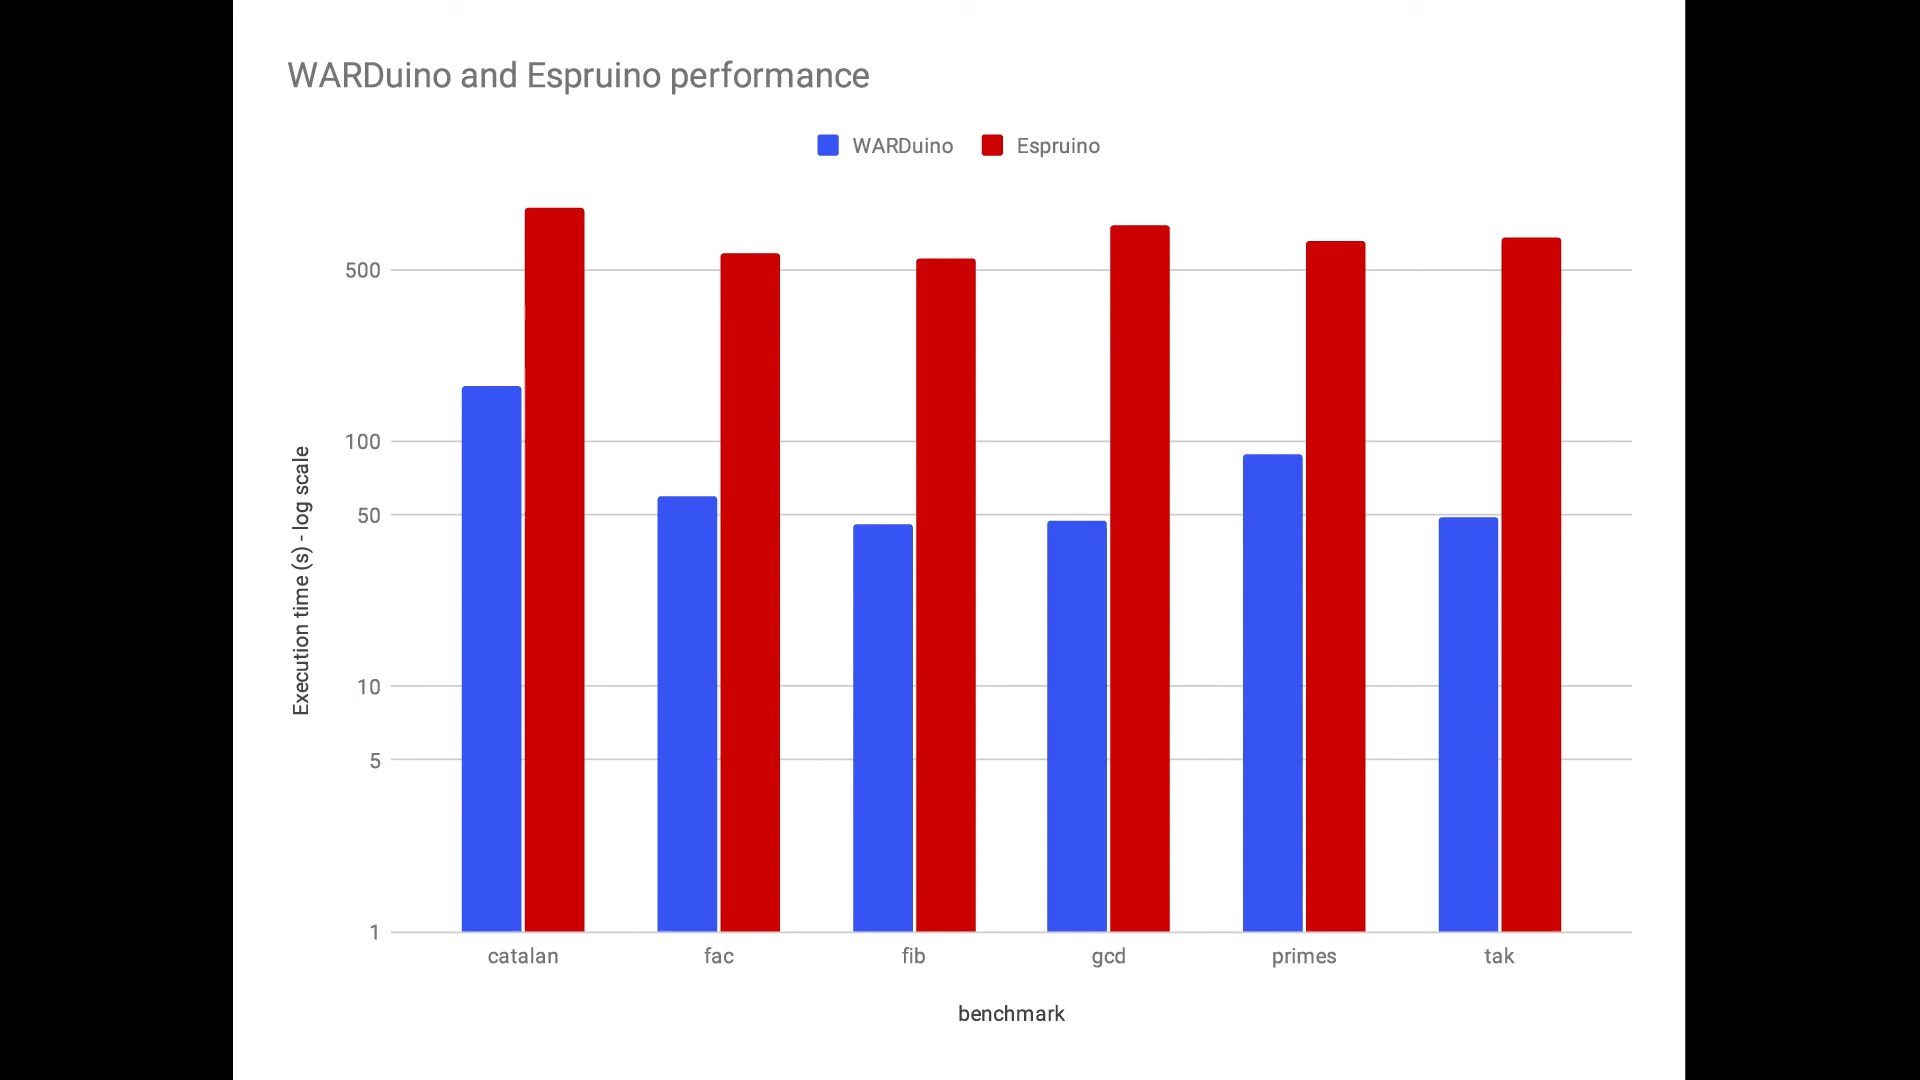 WARDuino and Espruino performance
WARDuino Espruino
500
100
50
10
5
1
Execution time (s) - log scale
catalan fac fib gcd primes tak
benchmark